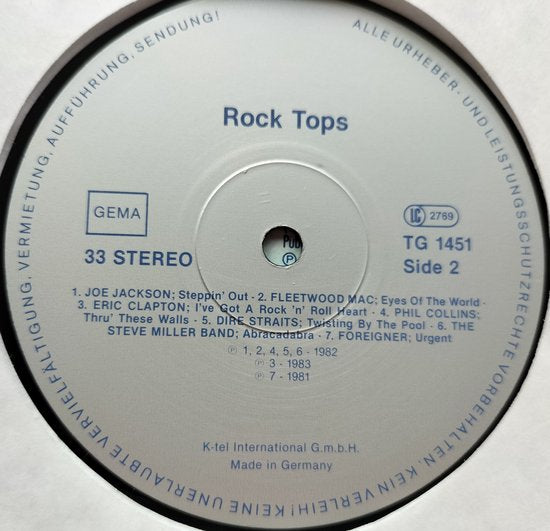 ALLE URHEBER- UND LEISTUNGSSCHUTZRECHTE VORBEHALTEN. KEIN VERLEIH! KEINE UNERLAUBTE VERVIELFÄLTIGUNG, VERMIETUNG, AUFFÜHRUNG, SENDUNG!
Rock Tops
GEMA
LC 2769
33 STEREO
TG 1451
Side 2
PUB
℗
1. JOE JACKSON; Steppin' Out - 2. FLEETWOOD MAC; Eyes Of The World -
3. ERIC CLAPTON; I've Got A Rock 'n' Roll Heart - 4. PHIL COLLINS;
Thru' These Walls - 5. DIRE STRAITS; Twisting By The Pool - 6. THE
STEVE MILLER BAND; Abracadabra - 7. FOREIGNER; Urgent
℗ 1, 2, 4, 5, 6 - 1982
℗ 3 - 1983
℗ 7 - 1981
K-tel International G.m.b.H.
Made in Germany